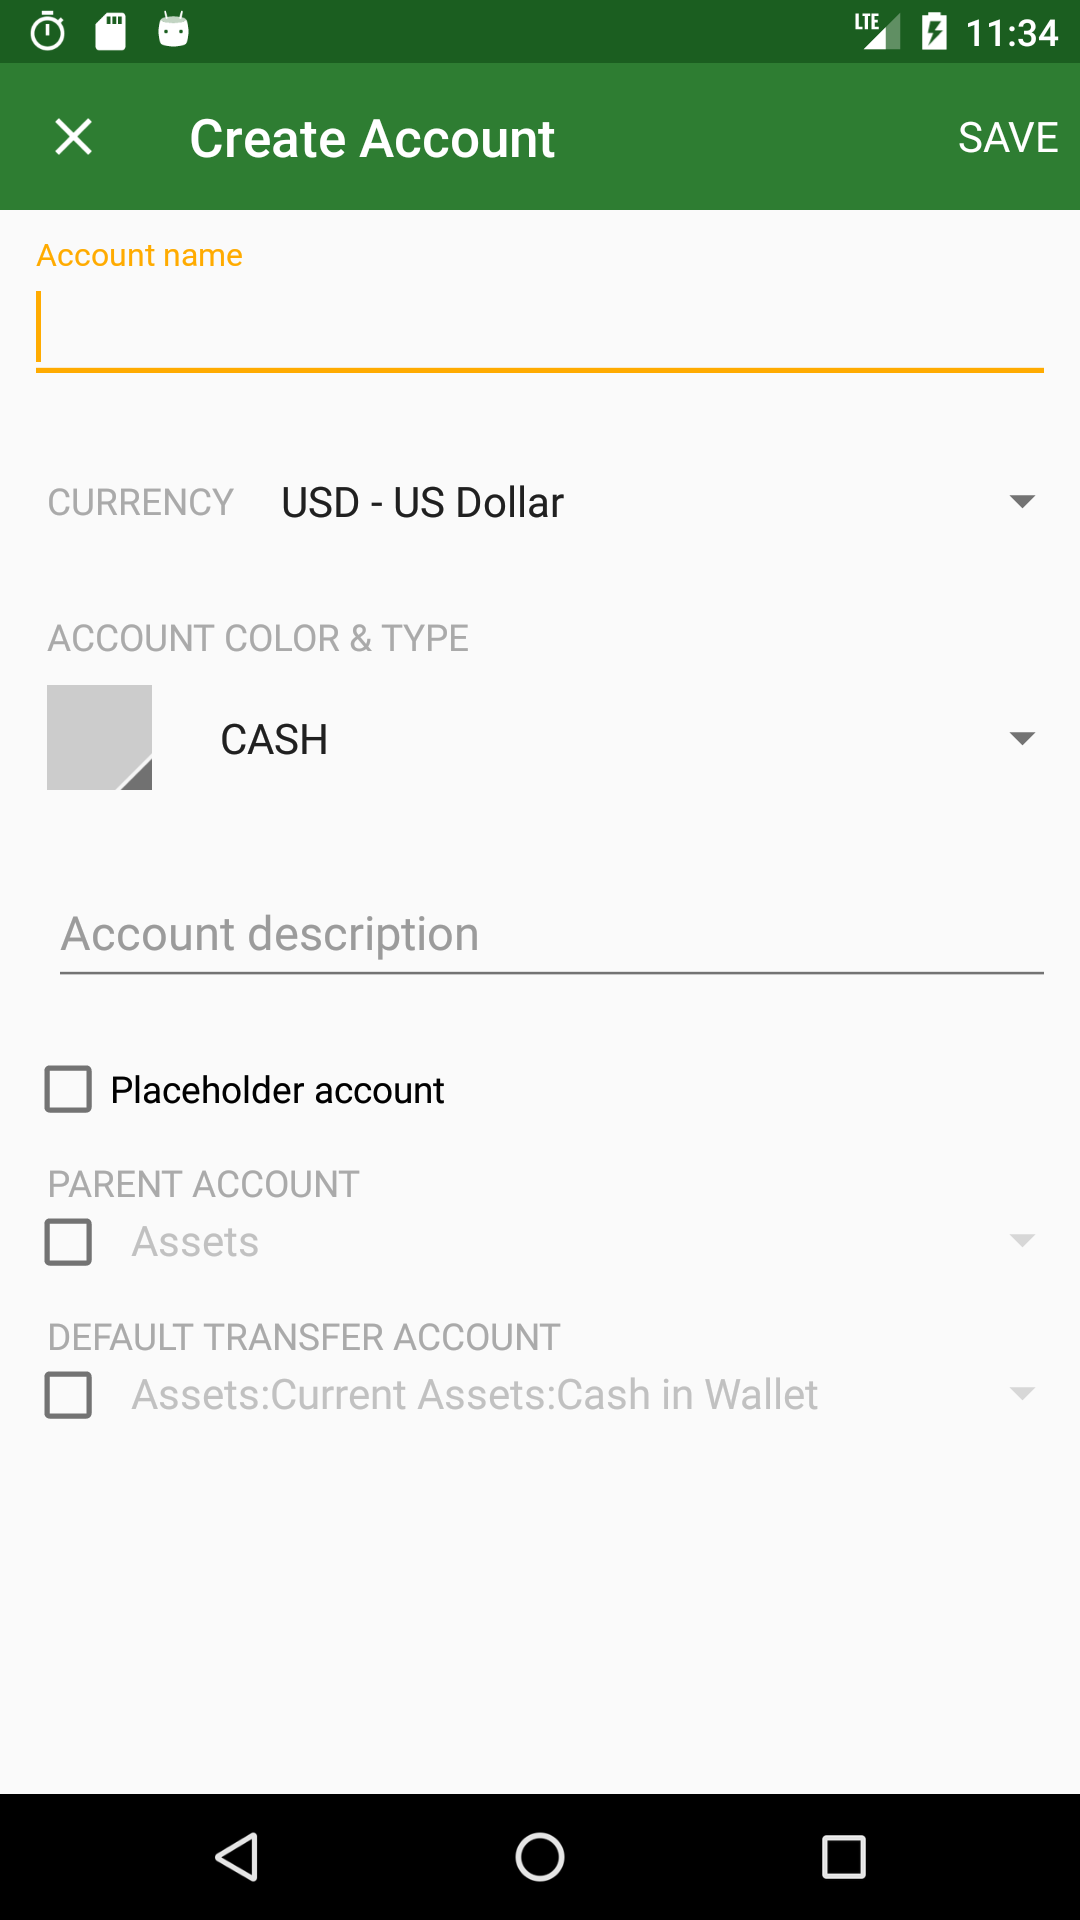 LTE 11:34
Create Account SAVE
Account name
CURRENCY USD - US Dollar
ACCOUNT COLOR & TYPE
CASH
Account description
Placeholder account
PARENT ACCOUNT
Assets
DEFAULT TRANSFER ACCOUNT
Assets:Current Assets:Cash in Wallet